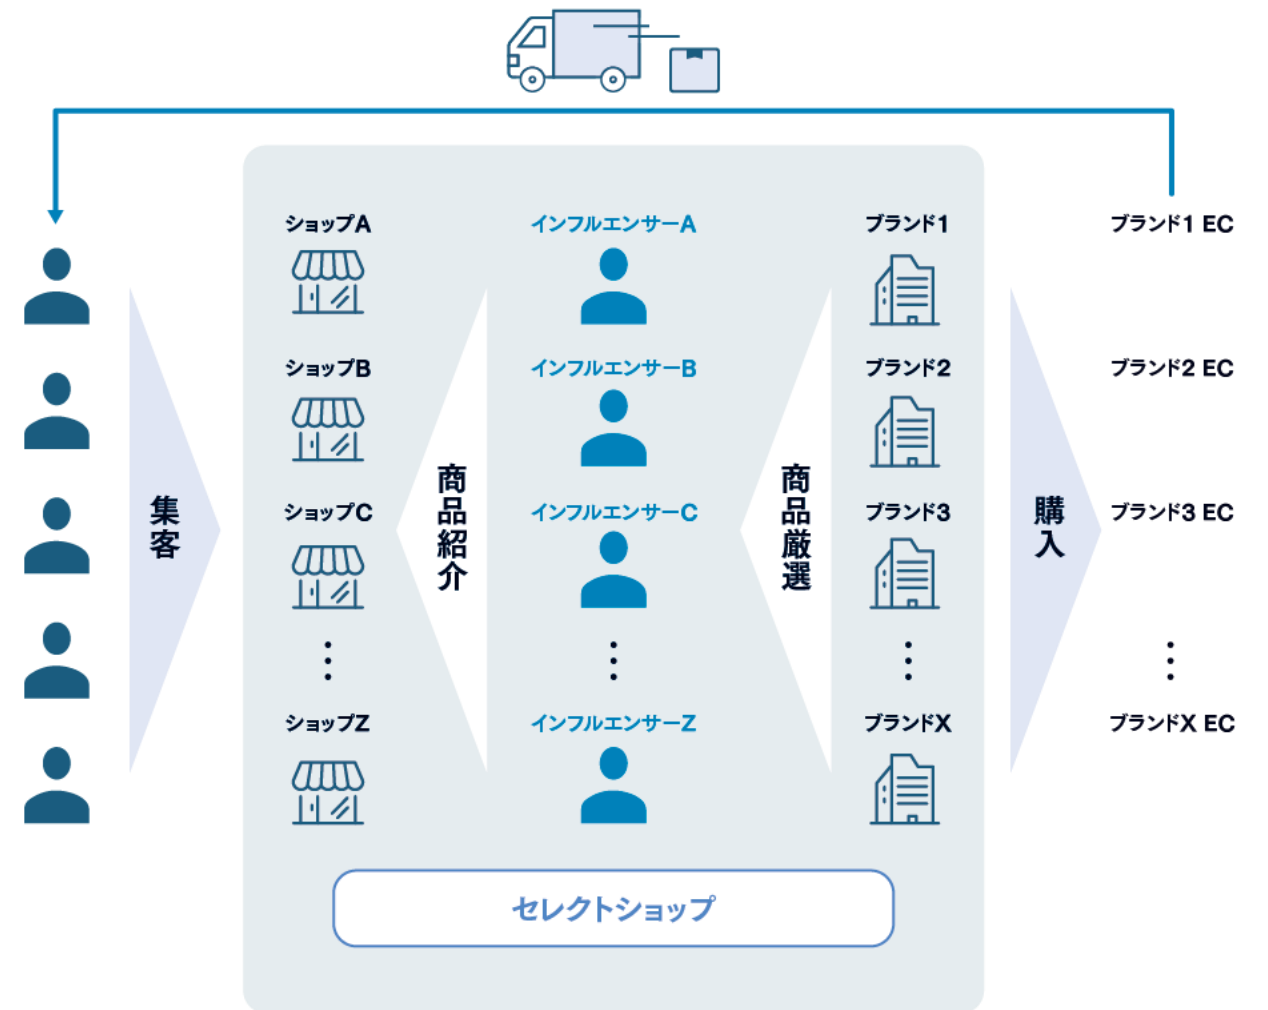 ショップA
インフルエンサーA
ブランド1
ブランド1 EC
ショップB
インフルエンサーB
ブランド2
ブランド2 EC
集客
商品紹介
商品厳選
購入
ショップC
インフルエンサーC
ブランド3
ブランド3 EC
ショップZ
インフルエンサーZ
ブランドX
ブランドX EC
セレクトショップ